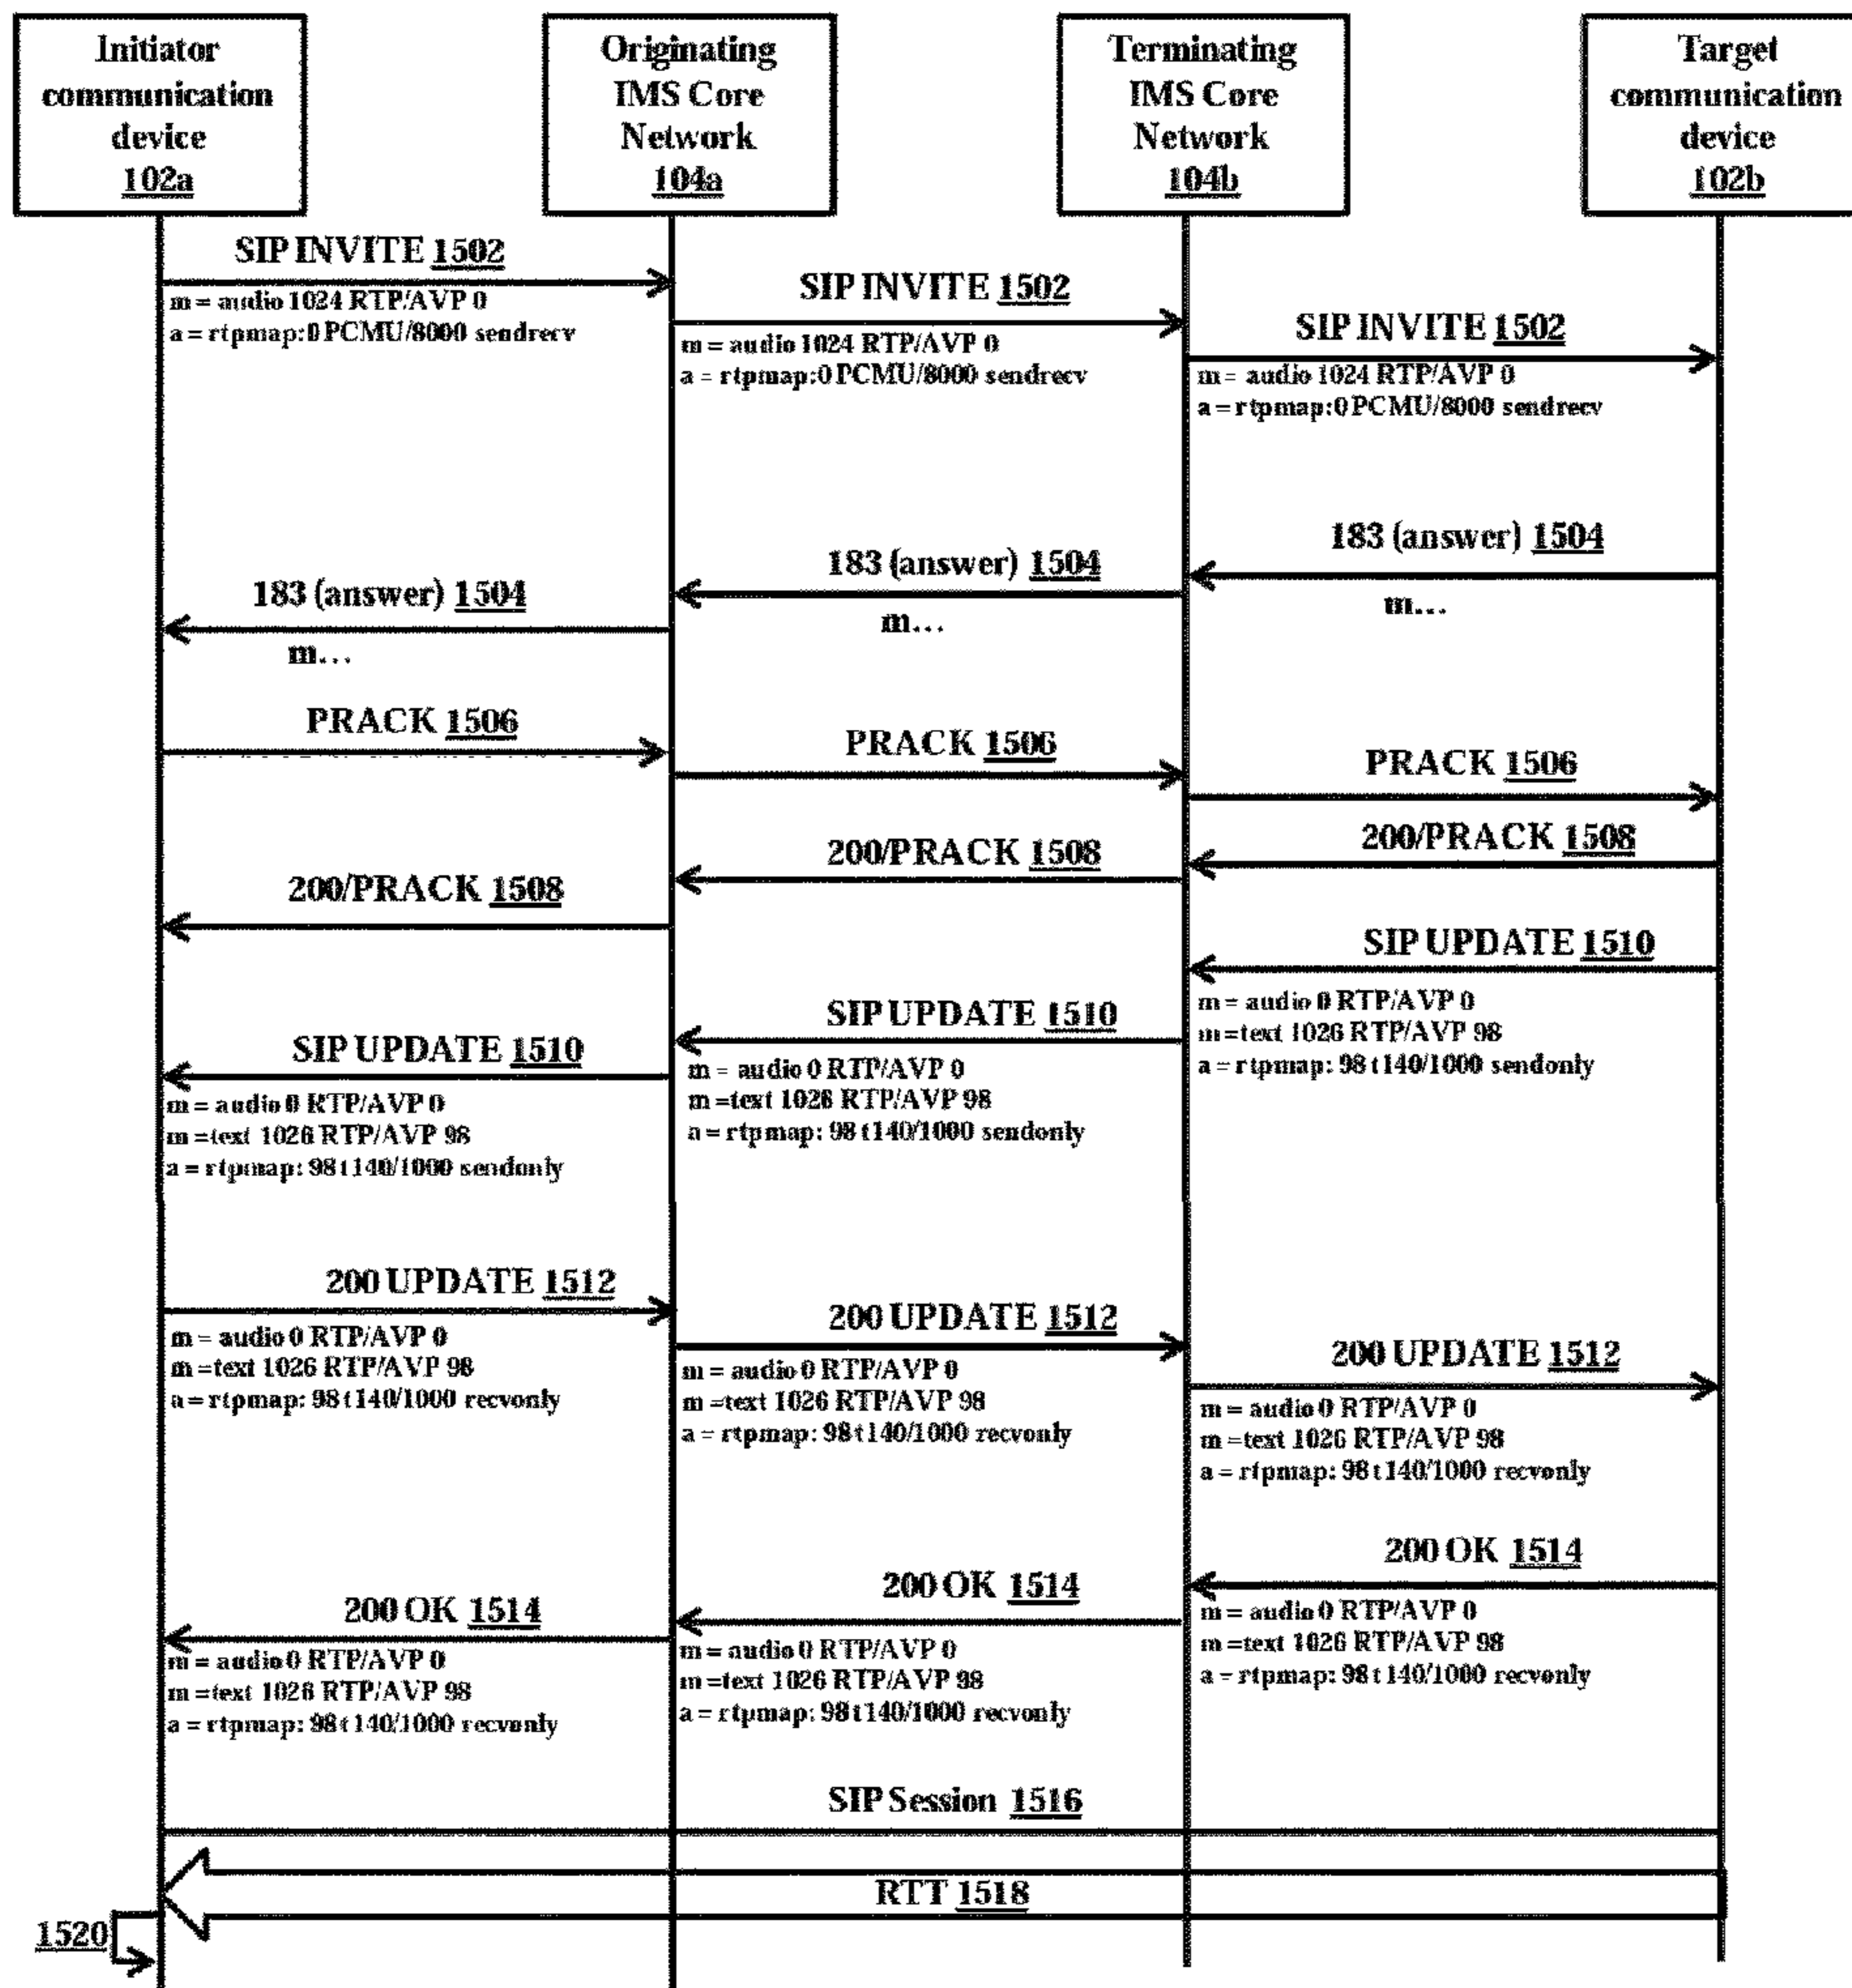 Initiator
communication
device
102a
Originating
IMS Core
Network
104a
Terminating
IMS Core
Network
104b
Target
communication
device
102b
SIP INVITE 1502
m = audio 1024 RTP/AVP 0
a = rtpmap:0 PCMU/8000 sendrecv
SIP INVITE 1502
m = audio 1024 RTP/AVP 0
a = rtpmap:0 PCMU/8000 sendrecv
SIP INVITE 1502
m = audio 1024 RTP/AVP 0
a = rtpmap:0 PCMU/8000 sendrecv
183 (answer) 1504
m...
183 (answer) 1504
m...
183 (answer) 1504
m...
PRACK 1506
PRACK 1506
PRACK 1506
200/PRACK 1508
200/PRACK 1508
200/PRACK 1508
SIP UPDATE 1510
m = audio 0 RTP/AVP 0
m =text 1026 RTP/AVP 98
a = rtpmap: 98 t140/1000 sendonly
SIP UPDATE 1510
m = audio 0 RTP/AVP 0
m =text 1026 RTP/AVP 98
a = rtpmap: 98 t140/1000 sendonly
SIP UPDATE 1510
m = audio 0 RTP/AVP 0
m =text 1026 RTP/AVP 98
a = rtpmap: 98 t140/1000 sendonly
200 UPDATE 1512
m = audio 0 RTP/AVP 0
m =text 1026 RTP/AVP 98
a = rtpmap: 98 t140/1000 recvonly
200 UPDATE 1512
m = audio 0 RTP/AVP 0
m =text 1026 RTP/AVP 98
a = rtpmap: 98 t140/1000 recvonly
200 UPDATE 1512
m = audio 0 RTP/AVP 0
m =text 1026 RTP/AVP 98
a = rtpmap: 98 t140/1000 recvonly
200 OK 1514
m = audio 0 RTP/AVP 0
m =text 1026 RTP/AVP 98
a = rtpmap: 98 t140/1000 recvonly
200 OK 1514
m = audio 0 RTP/AVP 0
m =text 1026 RTP/AVP 98
a = rtpmap: 98 t140/1000 recvonly
200 OK 1514
m = audio 0 RTP/AVP 0
m =text 1026 RTP/AVP 98
a = rtpmap: 98 t140/1000 recvonly
SIP Session 1516
RTT 1518
1520